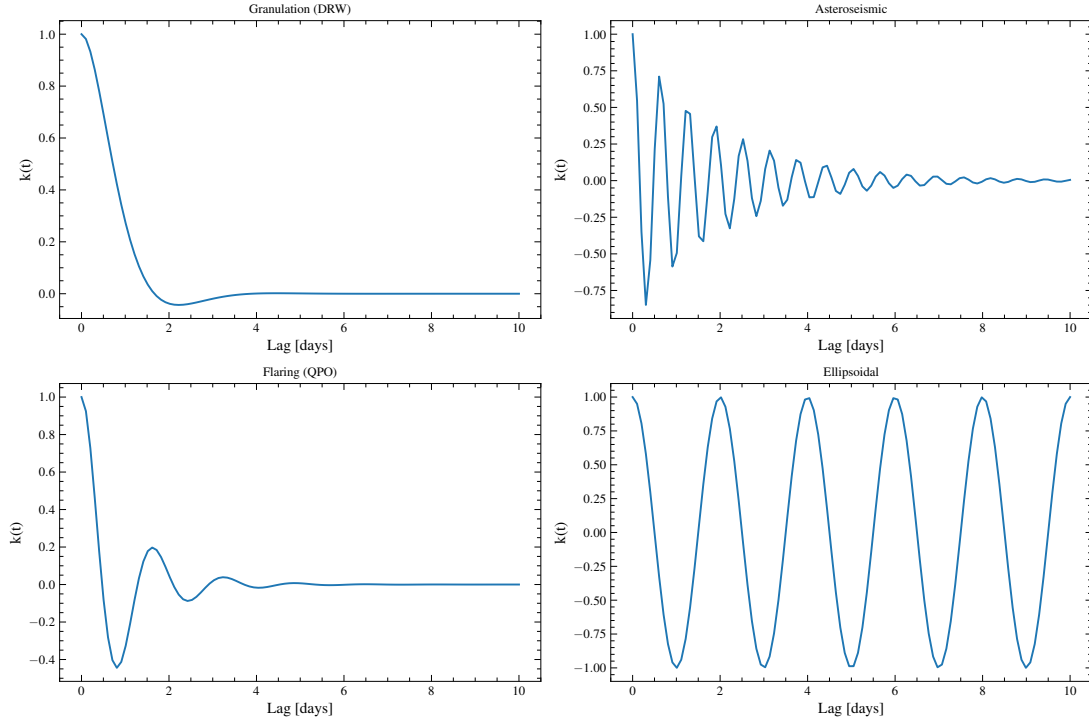 Granulation (DRW)
1.0
0.8
0.6
0.4
0.2
0.0
k(t)
0 2 4 6 8 10
Lag [days]
Asteroseismic
1.00
0.75
0.50
0.25
0.00
−0.25
−0.50
−0.75
k(t)
0 2 4 6 8 10
Lag [days]
Flaring (QPO)
1.0
0.8
0.6
0.4
0.2
0.0
−0.2
−0.4
k(t)
0 2 4 6 8 10
Lag [days]
Ellipsoidal
1.00
0.75
0.50
0.25
0.00
−0.25
−0.50
−0.75
−1.00
k(t)
0 2 4 6 8 10
Lag [days]